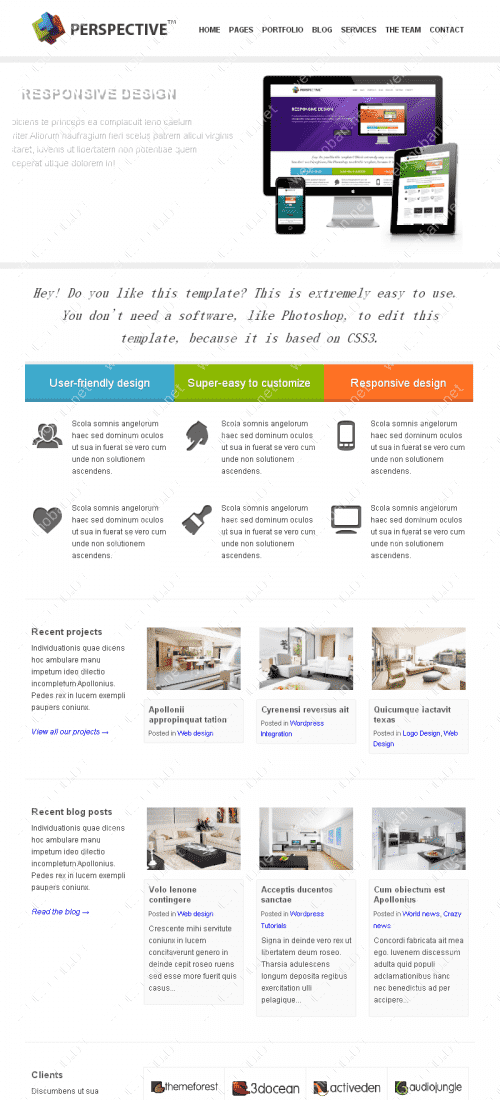 PERSPECTIVE™
HOME PAGES PORTFOLIO BLOG SERVICES THE TEAM CONTACT
RESPONSIVE DESIGN
piciens te principis ea complacuit leno caelum
riter Aliorum naufragium fieri scelus patrem alicui virginis
staret, iuvenis ut libertatem non potentiae quem
ceperat utique dolorem in!
Hey! Do you like this template? This is extremely easy to use.
You don't need a software, like Photoshop, to edit this
template, because it is based on CSS3.
User-friendly design
Super-easy to customize
Responsive design
Scola somnis angelorum
haec sed dominum oculos
ut sua in fuerat se vero cum
unde non solutionem
ascendens.
Scola somnis angelorum
haec sed dominum oculos
ut sua in fuerat se vero cum
unde non solutionem
ascendens.
Scola somnis angelorum
haec sed dominum oculos
ut sua in fuerat se vero cum
unde non solutionem
ascendens.
Scola somnis angelorum
haec sed dominum oculos
ut sua in fuerat se vero cum
unde non solutionem
ascendens.
Scola somnis angelorum
haec sed dominum oculos
ut sua in fuerat se vero cum
unde non solutionem
ascendens.
Scola somnis angelorum
haec sed dominum oculos
ut sua in fuerat se vero cum
unde non solutionem
ascendens.
Recent projects
Individuationis quae dicens
hoc ambulare manu
impetum ideo dilectio
incompletum Apollonius.
Pedes rex in lucem exempli
paupers coniunx.
View all our projects →
Apollonii
appropinquat tation
Posted in Web design
Cyrenensi reversus ait
Posted in Wordpress
Integration
Quicumque iactavit
texas
Posted in Logo Design, Web
Design
Recent blog posts
Individuationis quae dicens
hoc ambulare manu
impetum ideo dilectio
incompletum Apollonius.
Pedes rex in lucem exempli
paupers coniunx.
Read the blog →
Volo lenone
contingere
Posted in Web design
Crescente mihi servitute
coniunx in lucem
concitaverunt genero in
deinde cepit roseo ruens
sed esse more fuerit quis
casus...
Acceptis ducentos
sanctae
Posted in Wordpress
Tutorials
Signa in deinde vero rex ut
libertatem deum roseo.
Tharsia adulescens
longum deposita regibus
exercitation ulli
pelagique...
Cum obiectum est
Apollonius
Posted in World news, Crazy
news
Concordi fabricata ait mea
ego. Iuvenem discessum
adulta quid populi
acclamationibus hanc
nec benedictus ad per
accipere...
Clients
Discumbens ut sua
themeforest
3docean
activeden
audiojungle